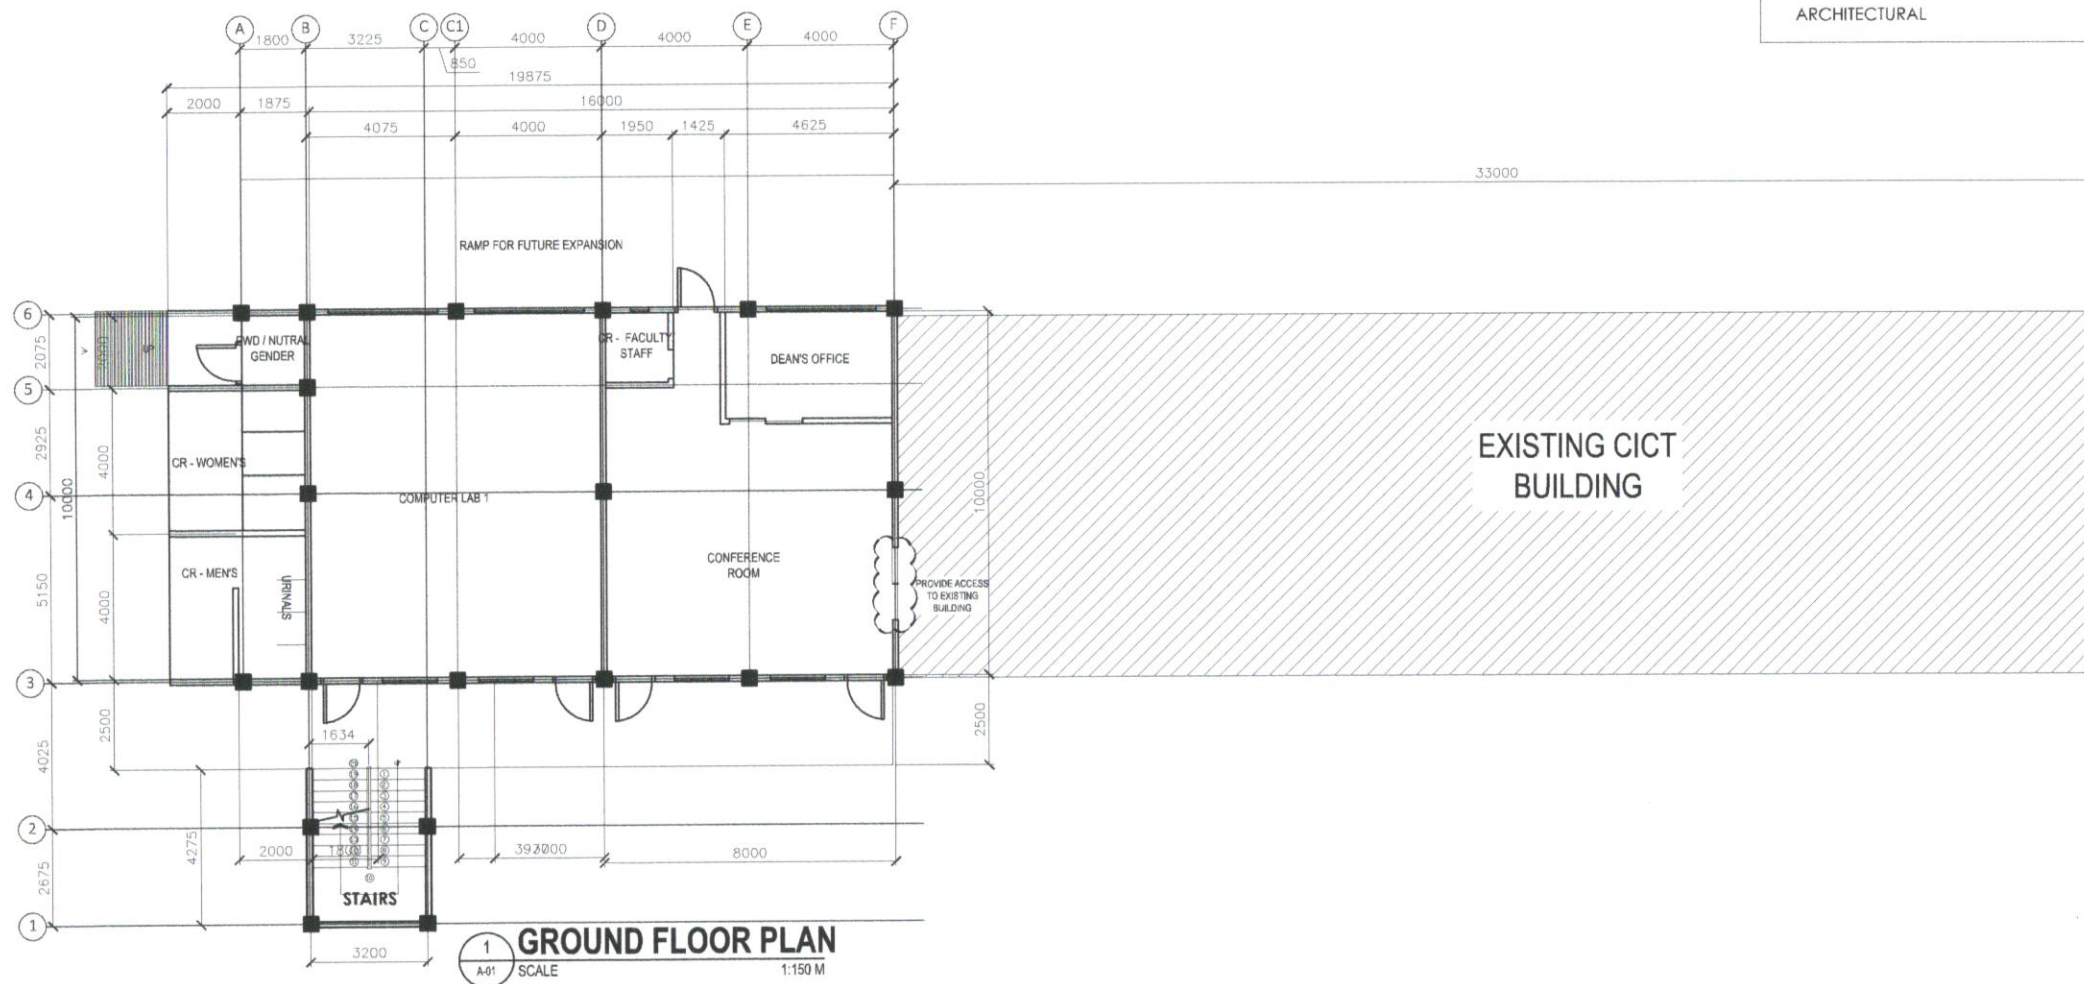 ARCHITECTURAL
A B C C1 D E F
1800 3225 4000 4000 4000
850
19875
2000 1875 16000
4075 4000 1950 1425 4625
33000
RAMP FOR FUTURE EXPANSION
6
PWD / NUTRAL
GENDER
CR - FACULTY
STAFF
DEAN'S OFFICE
2075
2000
5
2925
4000
10000
CR - WOMEN'S
4
COMPUTER LAB 1
10000
EXISTING CICT
BUILDING
CONFERENCE
ROOM
CR - MEN'S
URINALS
PROVIDE ACCESS
TO EXISTING
BUILDING
5150
4000
3
2500
2500
1634
4025
2
4275
2000
8000
2675
STAIRS
1
3200
1
A-01
GROUND FLOOR PLAN
SCALE 1:150 M